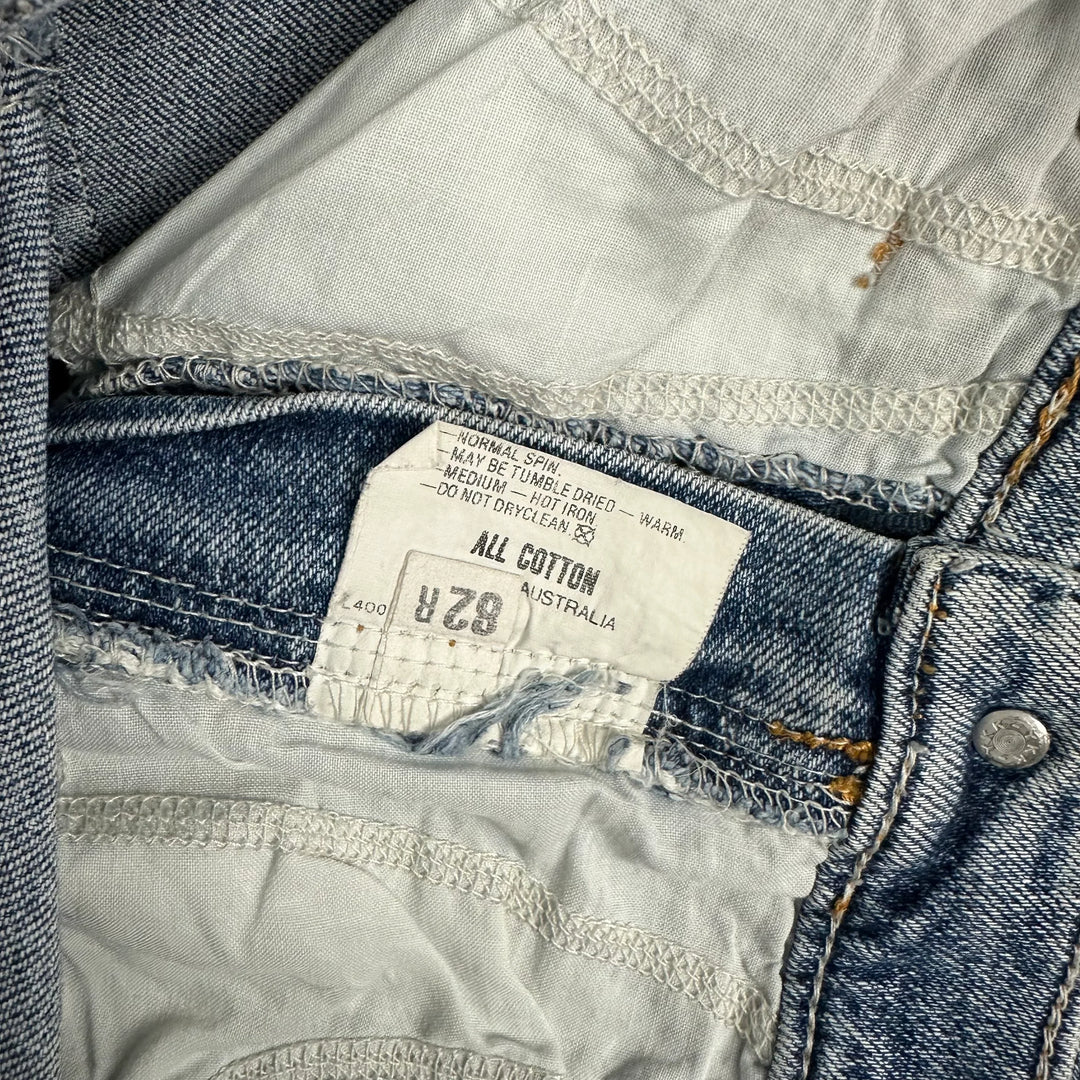 —NORMAL SPIN.
—MAY BE TUMBLE DRIED — WARM.
—MEDIUM — HOT IRON
—DO NOT DRYCLEAN.
ALL COTTON
L400 AUSTRALIA
82R